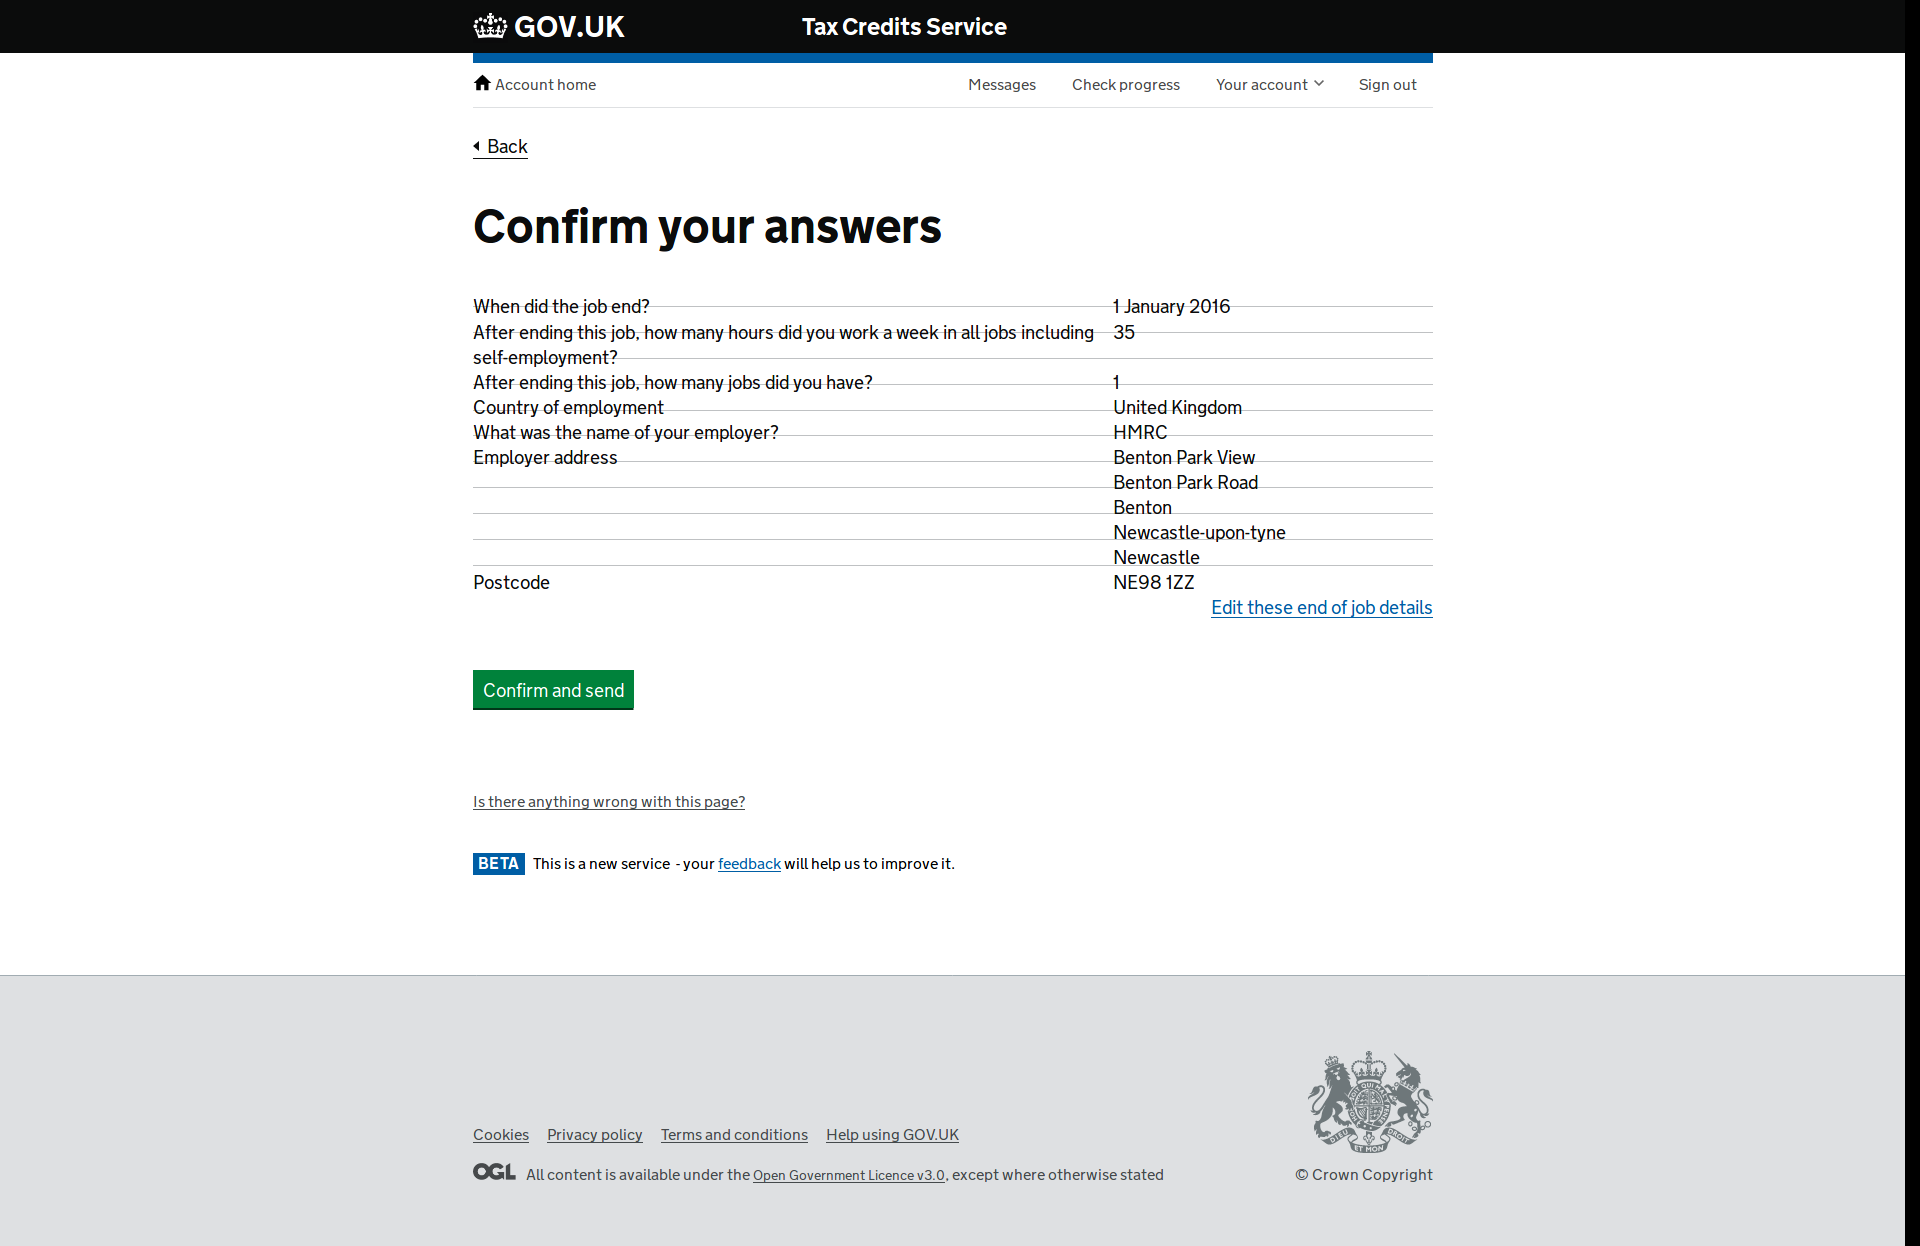 GOV.UK Tax Credits Service
Account home Messages Check progress Your account Sign out
Back
Confirm your answers
When did the job end? 1 January 2016
After ending this job, how many hours did you work a week in all jobs including 35
self-employment?
After ending this job, how many jobs did you have? 1
Country of employment United Kingdom
What was the name of your employer? HMRC
Employer address Benton Park View
Benton Park Road
Benton
Newcastle-upon-tyne
Newcastle
Postcode NE98 1ZZ
Edit these end of job details
Confirm and send
Is there anything wrong with this page?
BETA This is a new service - your feedback will help us to improve it.
Cookies Privacy policy Terms and conditions Help using GOV.UK
OGL All content is available under the Open Government Licence v3.0, except where otherwise stated
© Crown Copyright